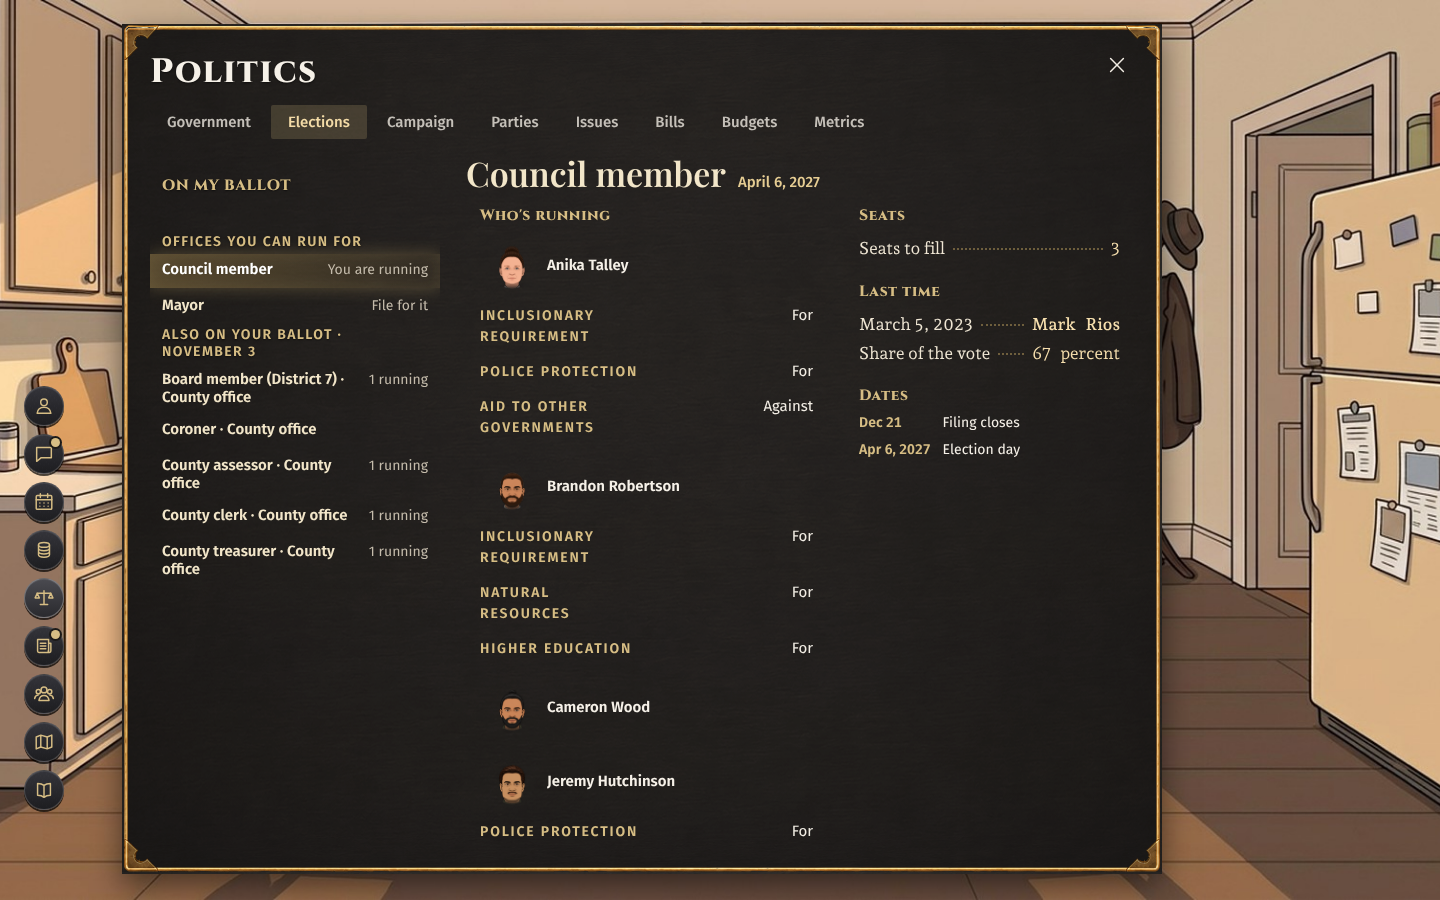 Politics
Government
Elections
Campaign
Parties
Issues
Bills
Budgets
Metrics
On my ballot
OFFICES YOU CAN RUN FOR
Council member You are running
Mayor File for it
ALSO ON YOUR BALLOT ·
NOVEMBER 3
Board member (District 7) · 1 running
County office
Coroner · County office
County assessor · County 1 running
office
County clerk · County office 1 running
County treasurer · County 1 running
office
Council member April 6, 2027
Who's running
Anika Talley
INCLUSIONARY For
REQUIREMENT
POLICE PROTECTION For
AID TO OTHER Against
GOVERNMENTS
Brandon Robertson
INCLUSIONARY For
REQUIREMENT
NATURAL For
RESOURCES
HIGHER EDUCATION For
Cameron Wood
Jeremy Hutchinson
POLICE PROTECTION For
Seats
Seats to fill 3
Last time
March 5, 2023 Mark Rios
Share of the vote 67 percent
Dates
Dec 21 Filing closes
Apr 6, 2027 Election day